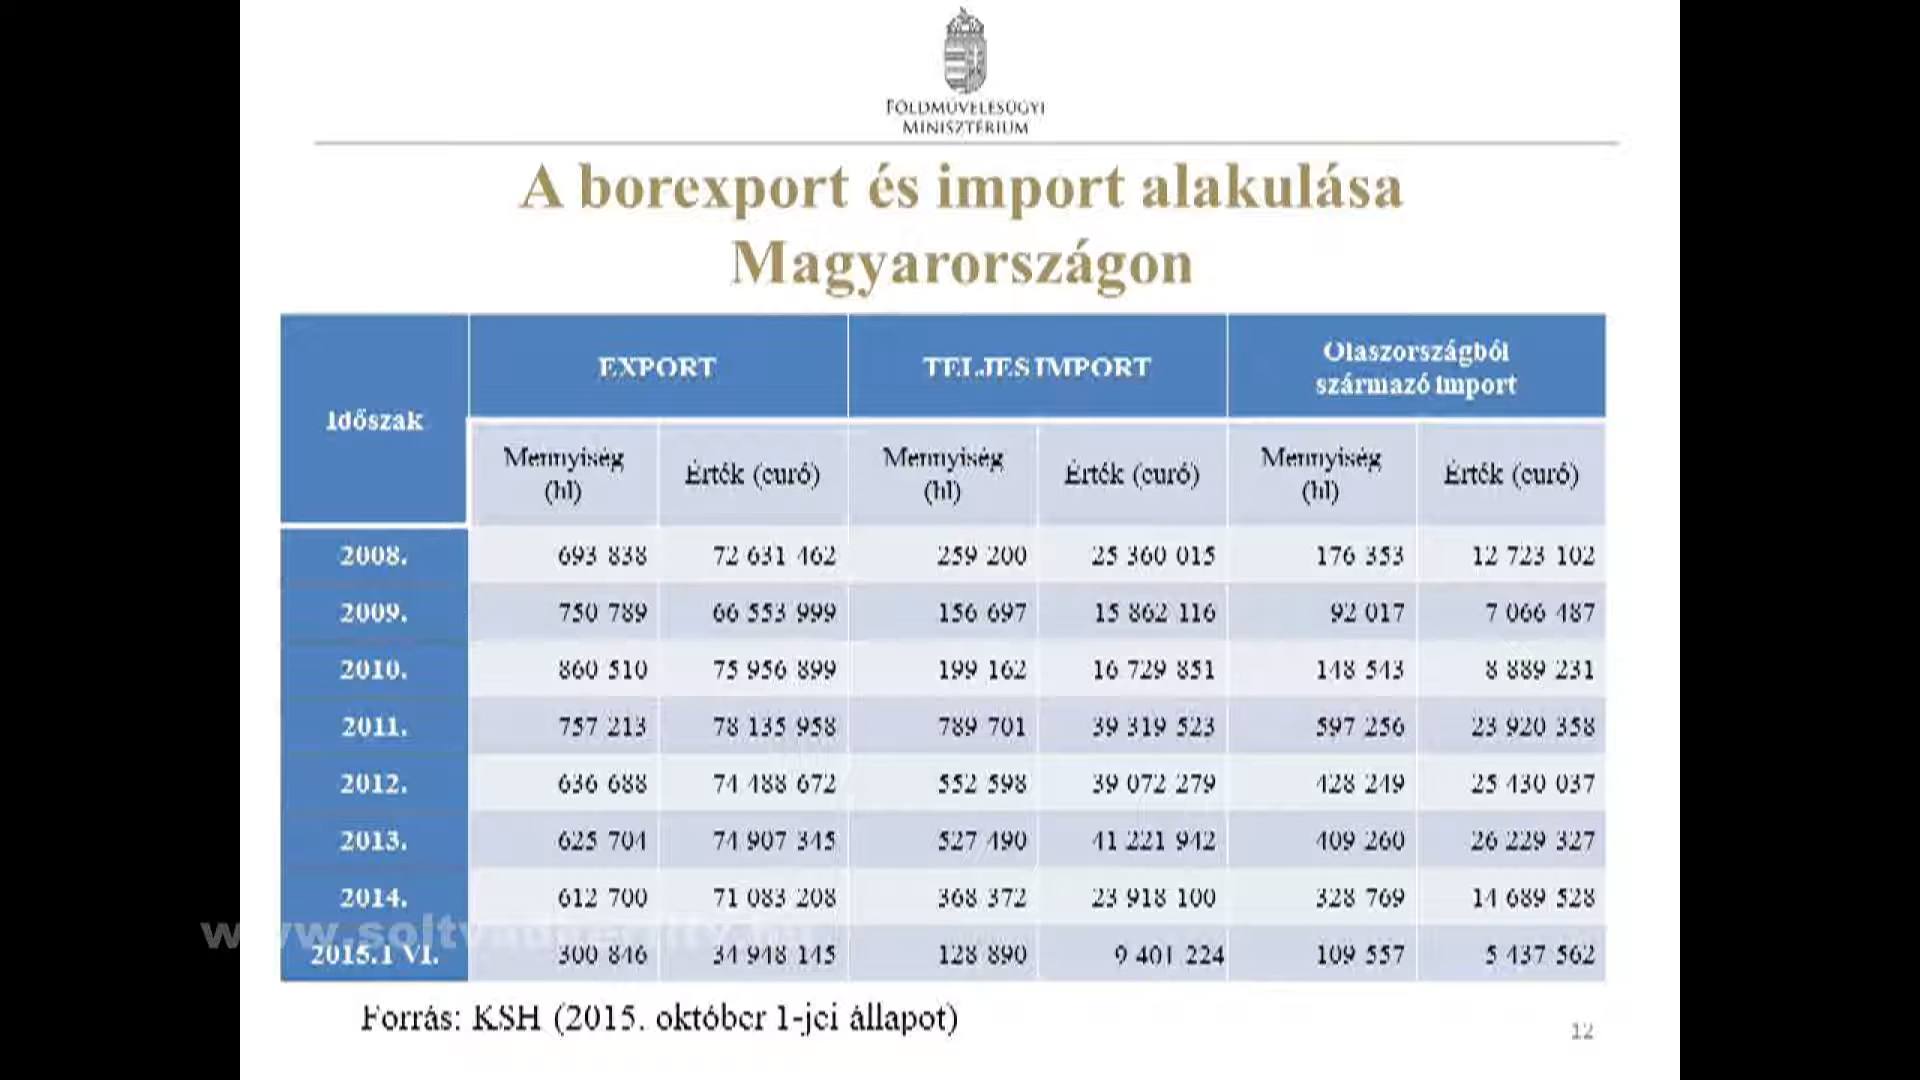 FÖLDMŰVELÉSÜGYI
MINISZTÉRIUM
A borexport és import alakulása
Magyarországon
Időszak
EXPORT
TELJES IMPORT
Olaszországból
származó import
Mennyiség
(hl)
Érték (euró)
Mennyiség
(hl)
Érték (euró)
Mennyiség
(hl)
Érték (euró)
2008. 693 838 72 631 462 259 200 25 360 015 176 353 12 723 102
2009. 750 789 66 553 999 156 697 15 862 116 92 017 7 066 487
2010. 860 510 75 956 899 199 162 16 729 851 148 543 8 889 231
2011. 757 213 78 135 958 789 701 39 319 523 597 256 23 920 358
2012. 636 688 74 488 672 552 598 39 072 279 428 249 25 430 037
2013. 625 704 74 907 345 527 490 41 221 942 409 260 26 229 327
2014. 612 700 71 083 208 368 372 23 918 100 328 769 14 689 528
2015.I VI. 300 846 34 948 145 128 890 9 401 224 109 557 5 437 562
Forrás: KSH (2015. október 1-jei állapot)
12